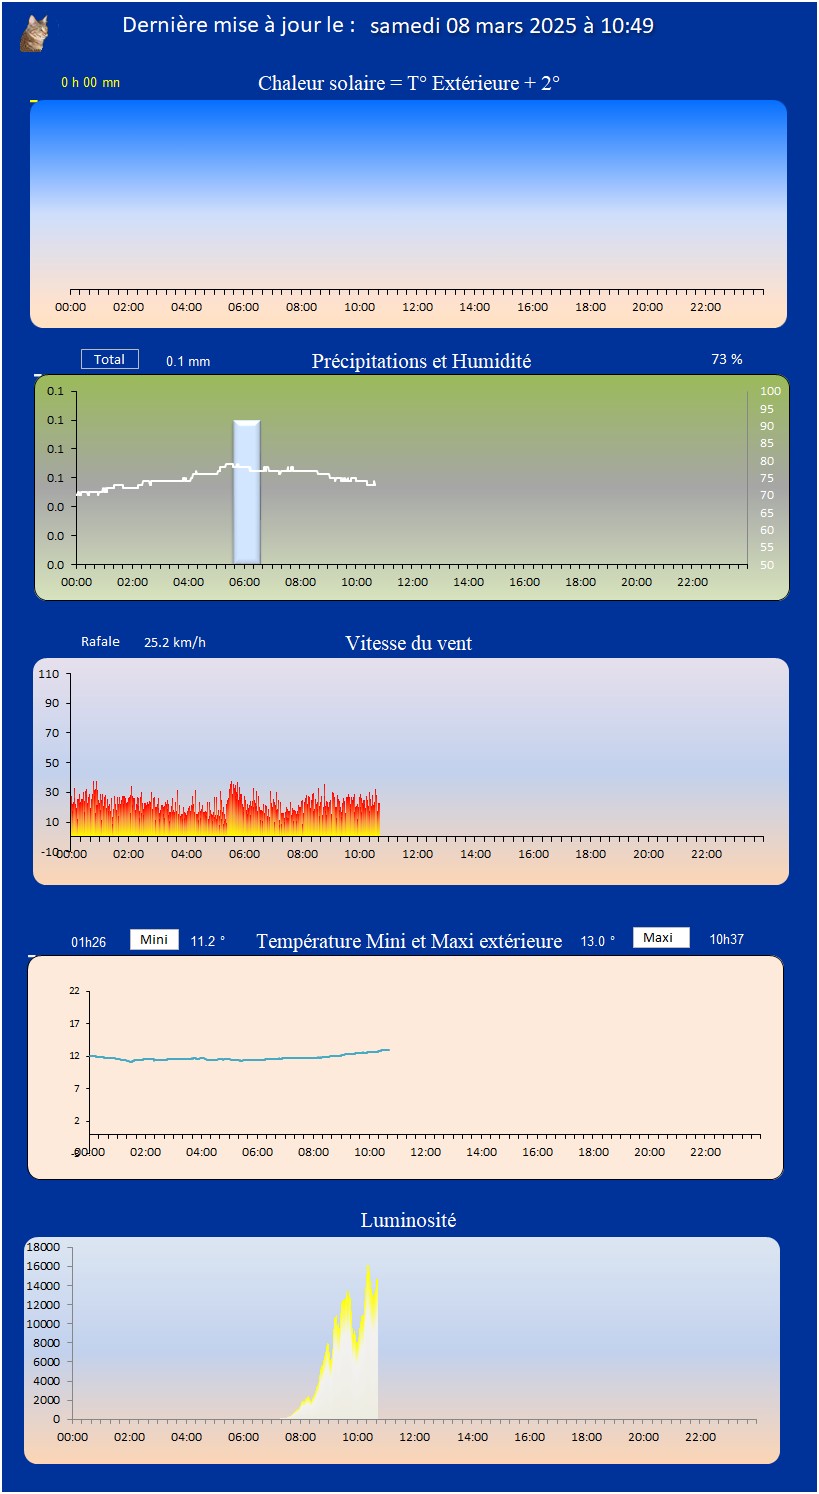 Dernière mise à jour le : samedi 08 mars 2025 à 10:49
0 h 00 mn
Chaleur solaire = T° Extérieure + 2°
00:00 02:00 04:00 06:00 08:00 10:00 12:00 14:00 16:00 18:00 20:00 22:00
Total 0.1 mm Précipitations et Humidité 73 %
0.1 100
95
0.1 90
85
0.1 80
0.1 75
70
0.0 65
60
0.0 55
0.0 50
00:00 02:00 04:00 06:00 08:00 10:00 12:00 14:00 16:00 18:00 20:00 22:00
Rafale 25.2 km/h Vitesse du vent
110
90
70
50
30
10
-10
00:00 02:00 04:00 06:00 08:00 10:00 12:00 14:00 16:00 18:00 20:00 22:00
01h26 Mini 11.2 ° Température Mini et Maxi extérieure 13.0 ° Maxi 10h37
22
17
12
7
2
00:00 02:00 04:00 06:00 08:00 10:00 12:00 14:00 16:00 18:00 20:00 22:00
Luminosité
18000
16000
14000
12000
10000
8000
6000
4000
2000
0
00:00 02:00 04:00 06:00 08:00 10:00 12:00 14:00 16:00 18:00 20:00 22:00